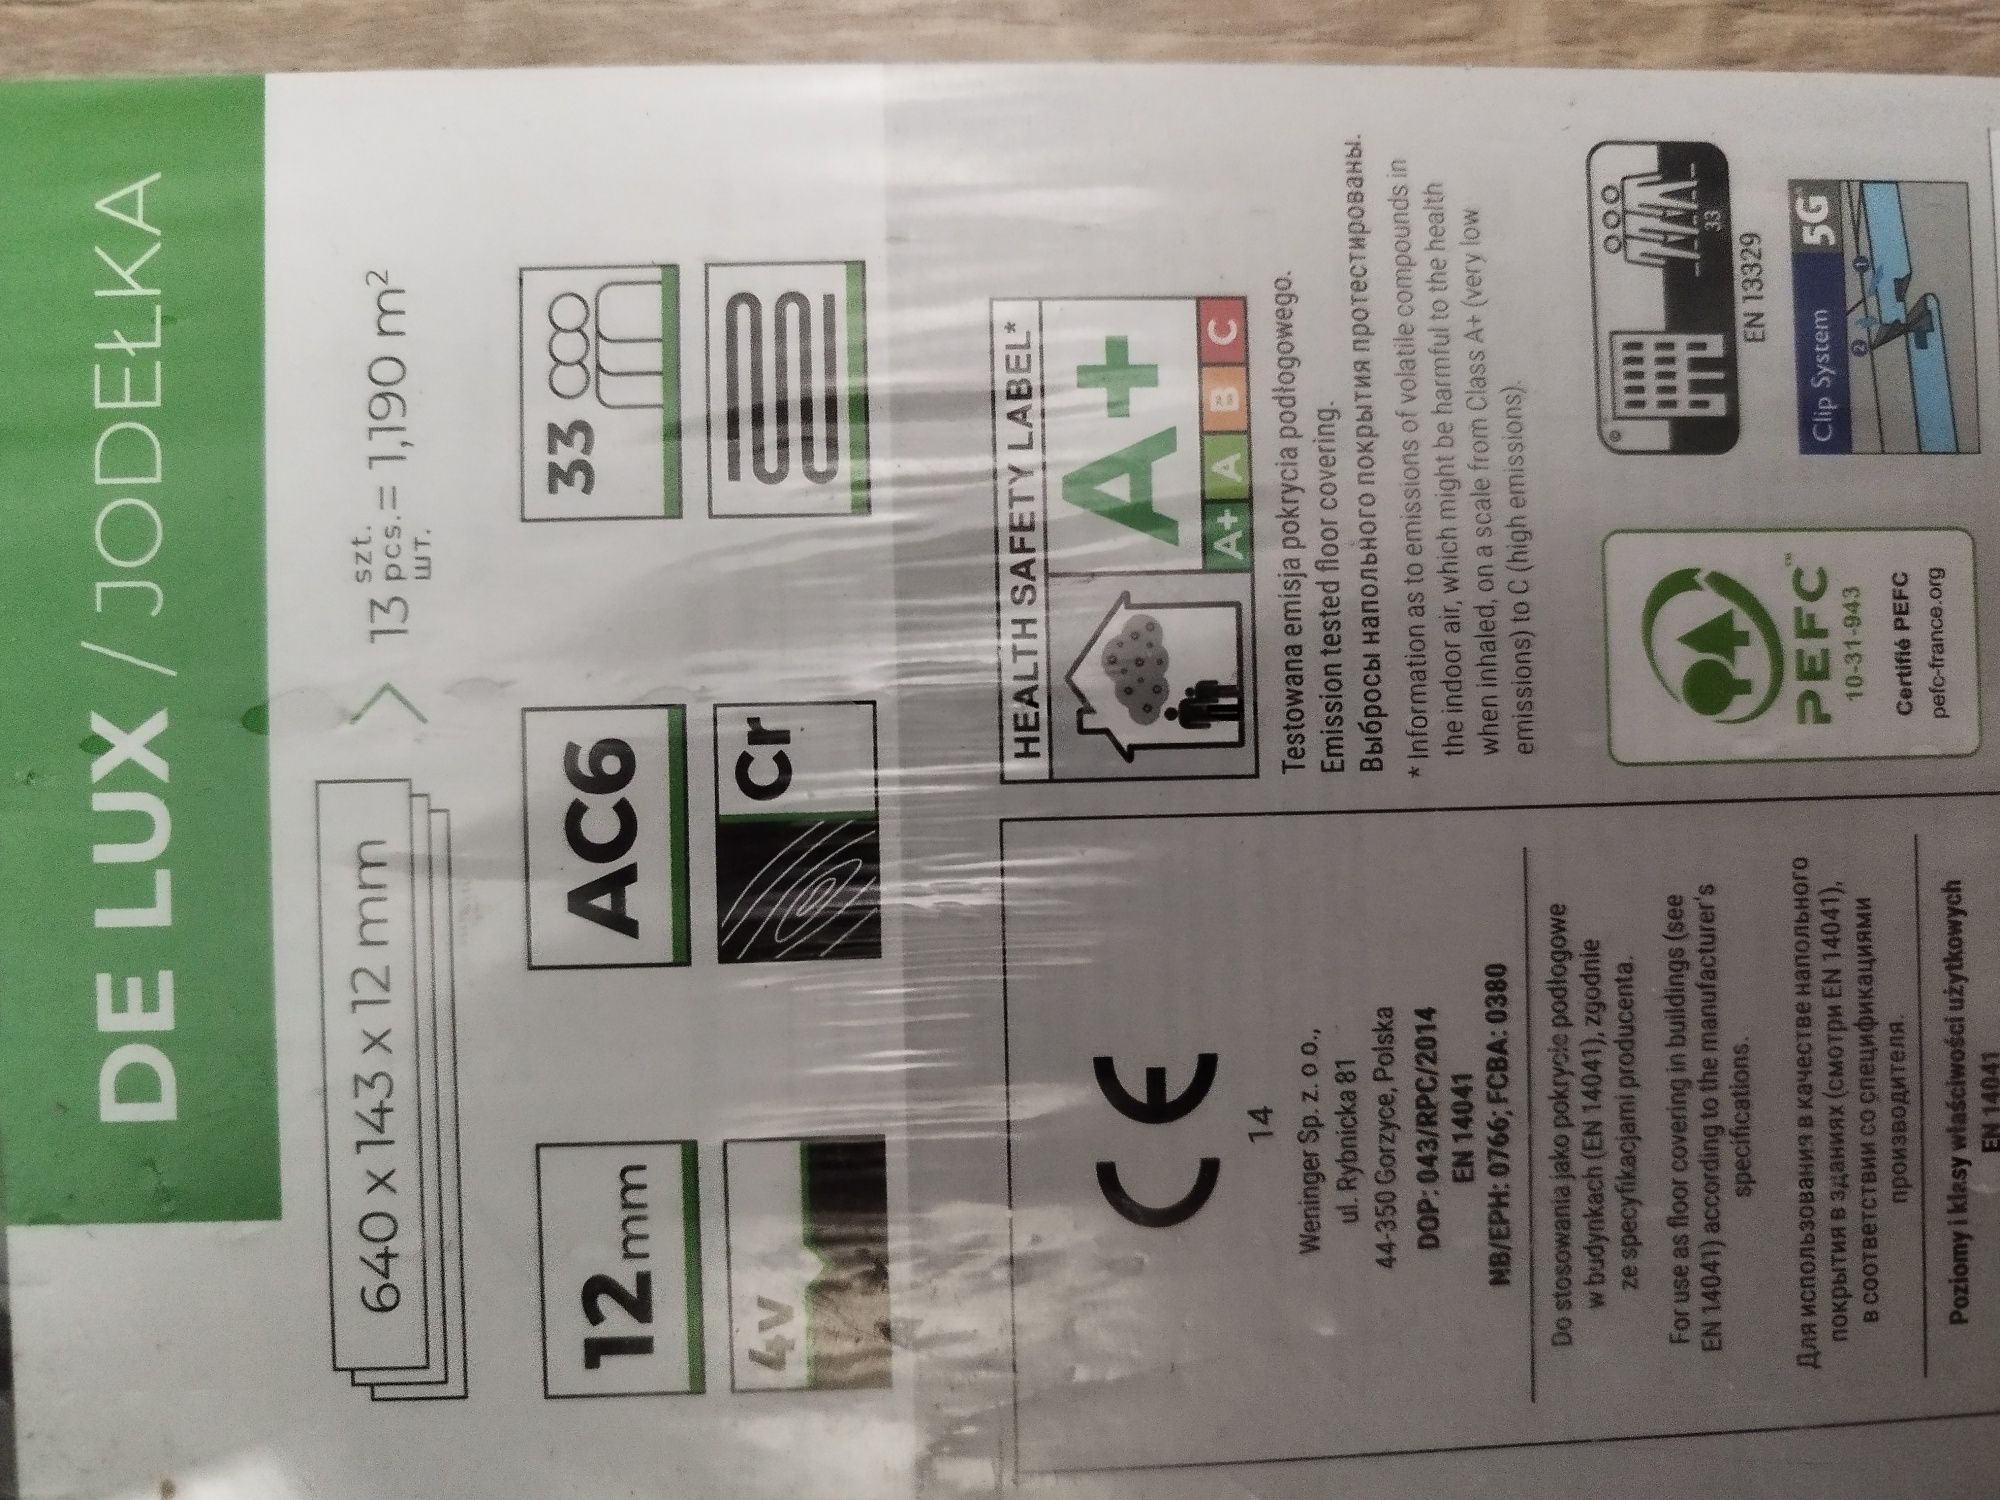 DE LUX / JODEŁKA
640 x 143 x 12 mm
szt.
13 pcs. = 1,190 m²
шт.
12 mm
AC6
33
4v
Cr
CE
14
Weninger Sp. z. o o.,
ul. Rybnicka 81
44-350 Gorzyce, Polska
DOP: 043/RPC/2014
EN 14041
NB/EPH: 0766; FCBA: 0380
Do stosowania jako pokrycie podłogowe
w budynkach (EN 14041), zgodnie
ze specyfikacjami producenta.
For use as floor covering in buildings (see
EN 14041) according to the manufacturer's
specifications.
Для использования в качестве напольного
покрытия в зданиях (смотри EN 14041),
в соответствии со спецификациями
производителя.
Poziomy i klasy właściwości użytkowych
EN 14041
HEALTH SAFETY LABEL*
A+
A+ A B C
Testowana emisja pokrycia podłogowego.
Emission tested floor covering.
Выбросы напольного покрытия протестированы.
* Information as to emissions of volatile compounds in
the indoor air, which might be harmful to the health
when inhaled, on a scale from Class A+ (very low
emissions) to C (high emissions).
PEFC™
10-31-943
Certifié PEFC
pefc-france.org
33
EN 13329
Clip System 5G
1
2